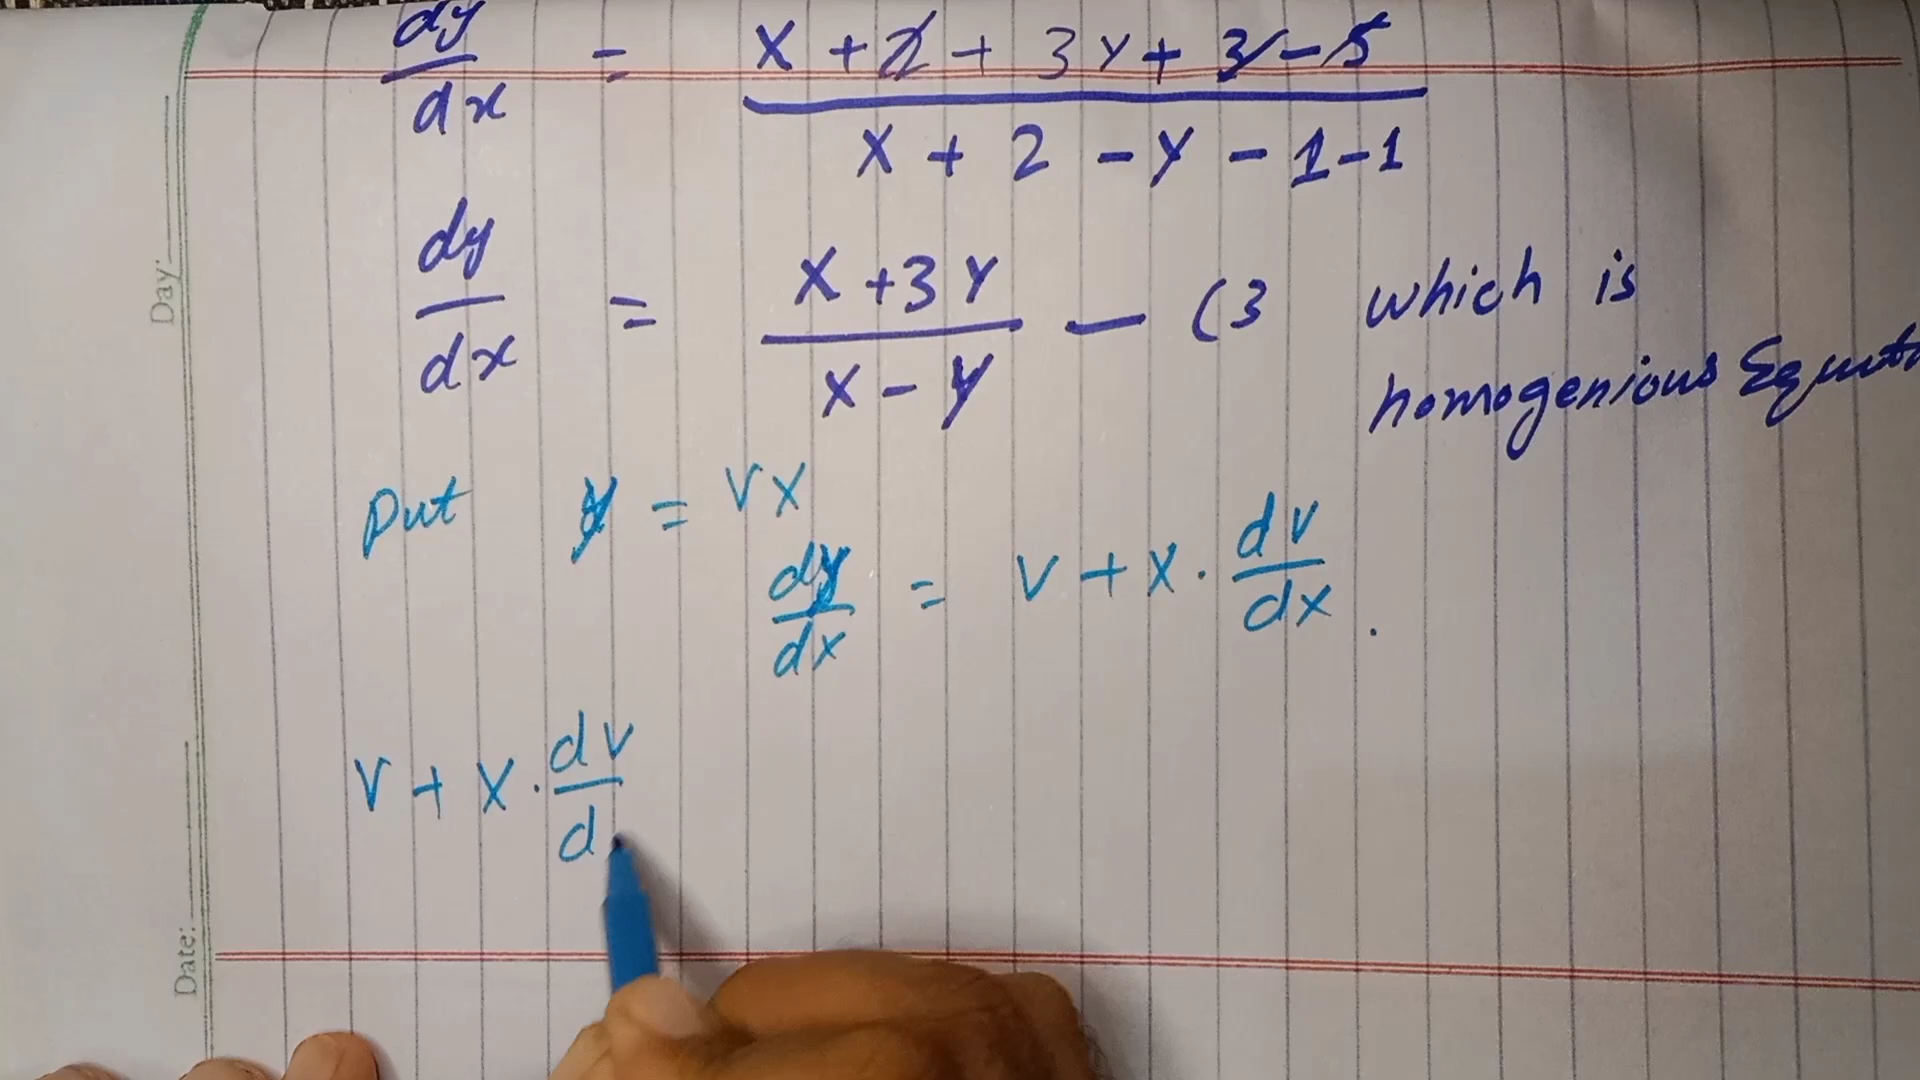 dy/dx = (X + 2 + 3Y + 3 - 5)/(X + 2 - Y - 1 - 1)
dy/dx = (X + 3Y)/(X - Y) — (3 which is
homogenious
Put y = VX
dy/dx = V + X · dV/dX .
V + X · dV/d
Day:
Date: